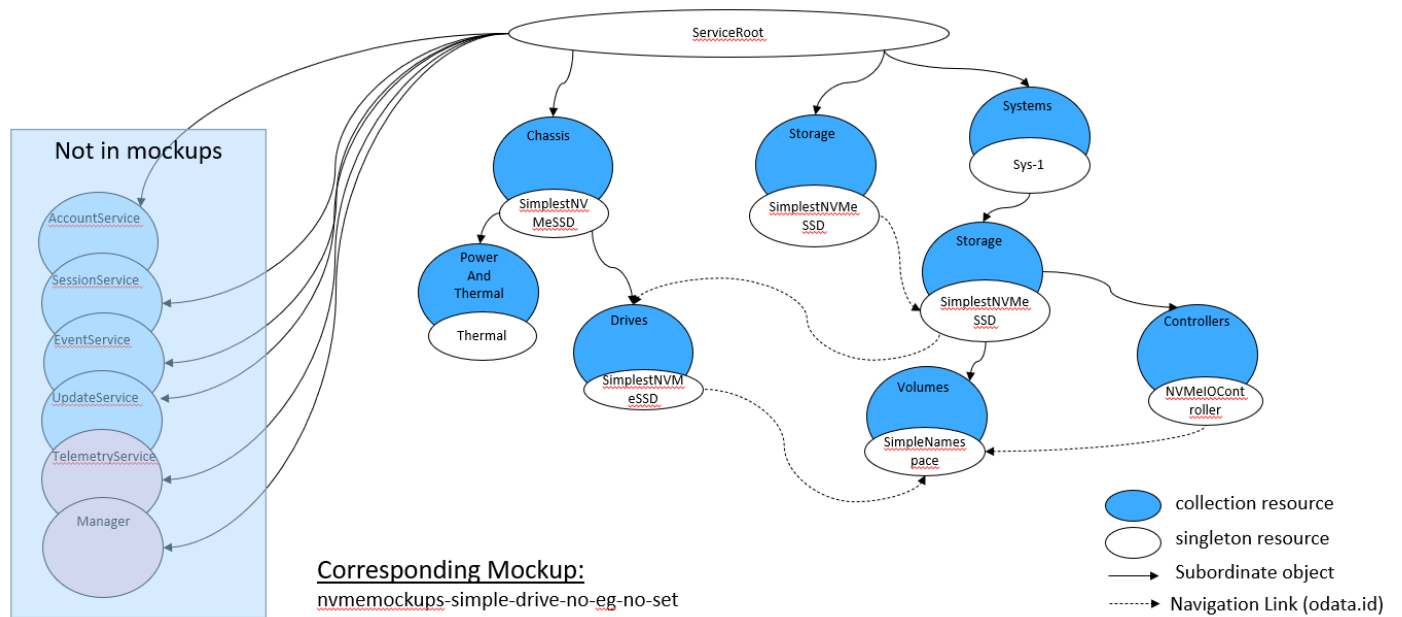 ServiceRoot
Not in mockups
AccountService
SessionService
EventService
UpdateService
TelemetryService
Manager
Chassis
SimplestNV
MeSSD
Power
And
Thermal
Thermal
Drives
SimplestNVM
eSSD
Storage
SimplestNVMe
SSD
Systems
Sys-1
Storage
SimplestNVMe
SSD
Volumes
SimpleNames
pace
Controllers
NVMeIOCont
roller
collection resource
singleton resource
Subordinate object
Navigation Link (odata.id)
Corresponding Mockup:
nvmemockups-simple-drive-no-eg-no-set